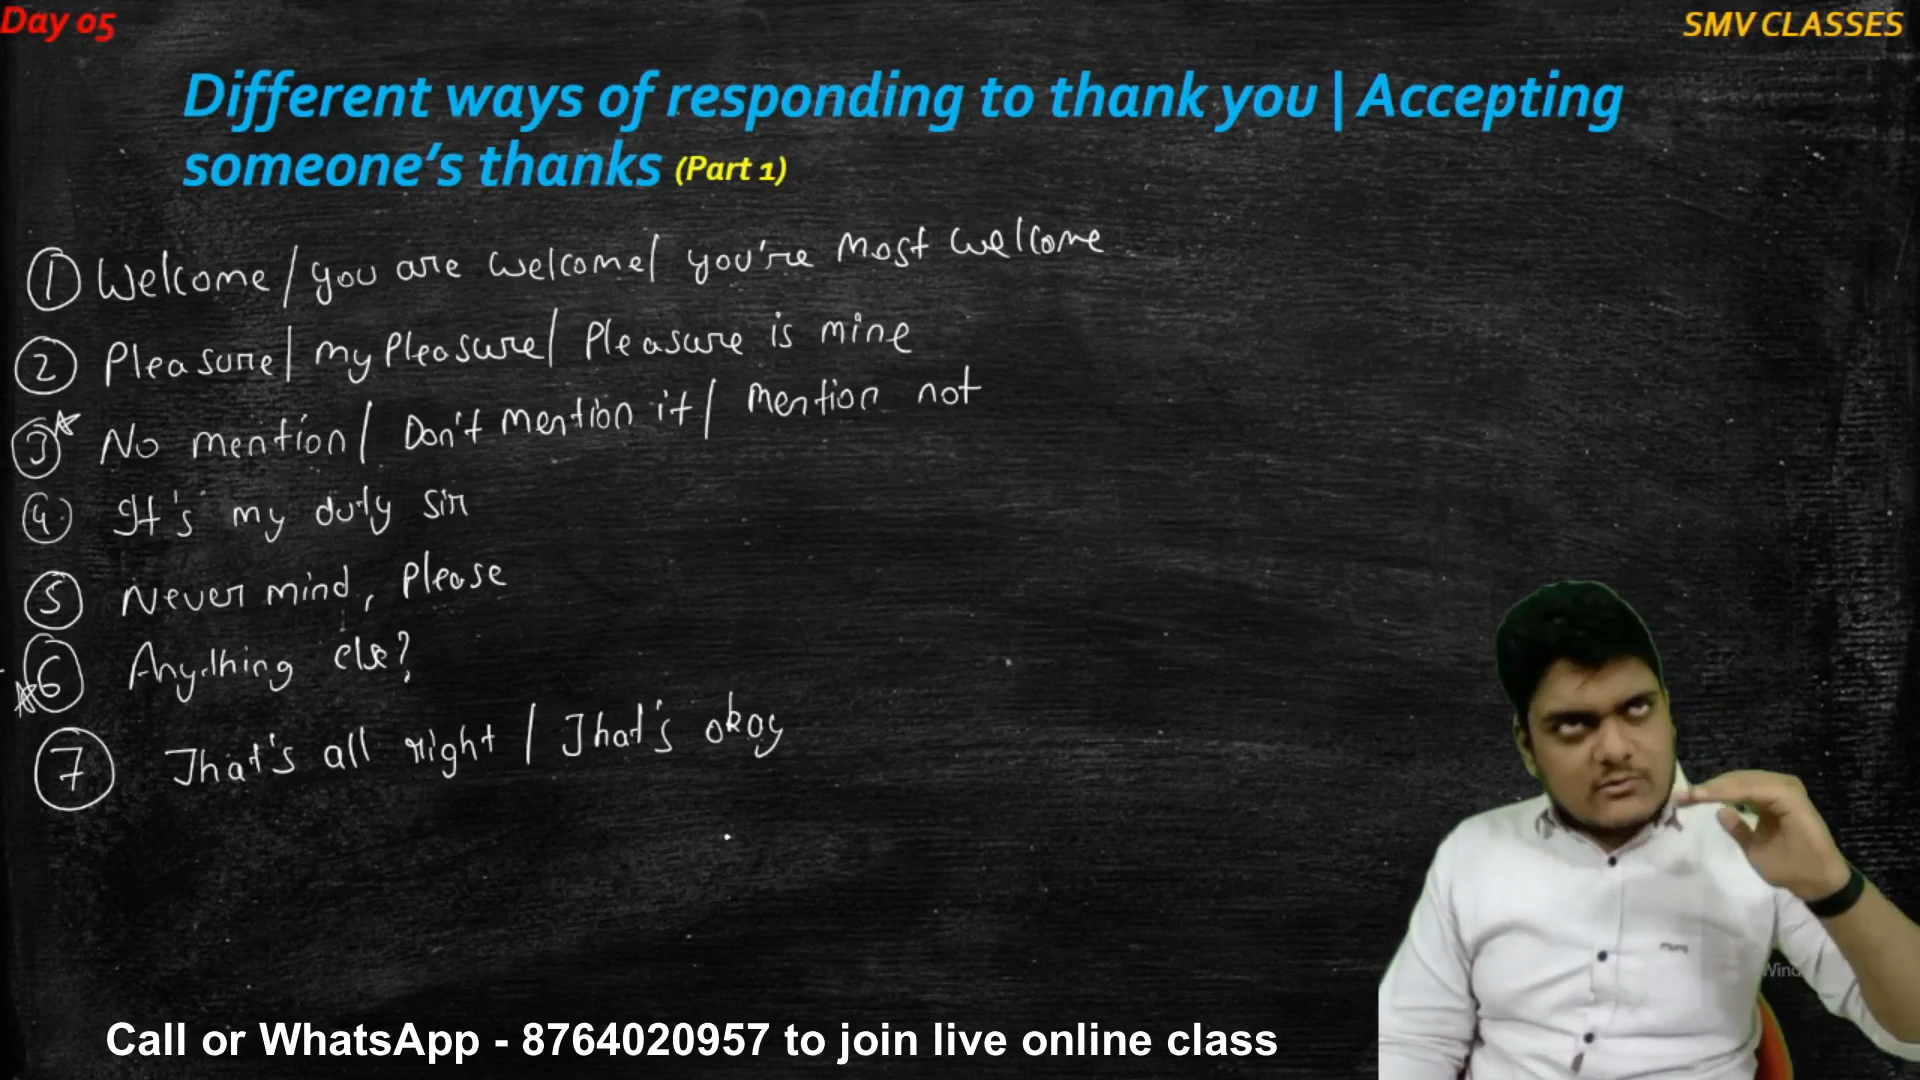 Day 05
SMV CLASSES
Different ways of responding to thank you | Accepting
someone's thanks (Part 1)
1 Welcome / you are welcome / you're most welcome
2 Pleasure / my pleasure / Pleasure is mine
3 No mention / Don't mention it / mention not
4 It's my duty sir
5 Never mind, Please
6 Anything else?
7 That's all right / That's okay
Wind
Call or WhatsApp - 8764020957 to join live online class